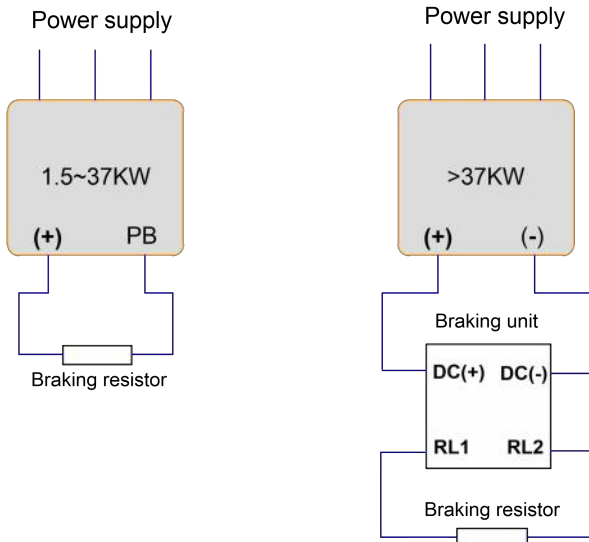 Power supply
1.5~37KW
(+) PB
Braking resistor
Power supply
>37KW
(+) (-)
Braking unit
DC(+) DC(-)
RL1 RL2
Braking resistor